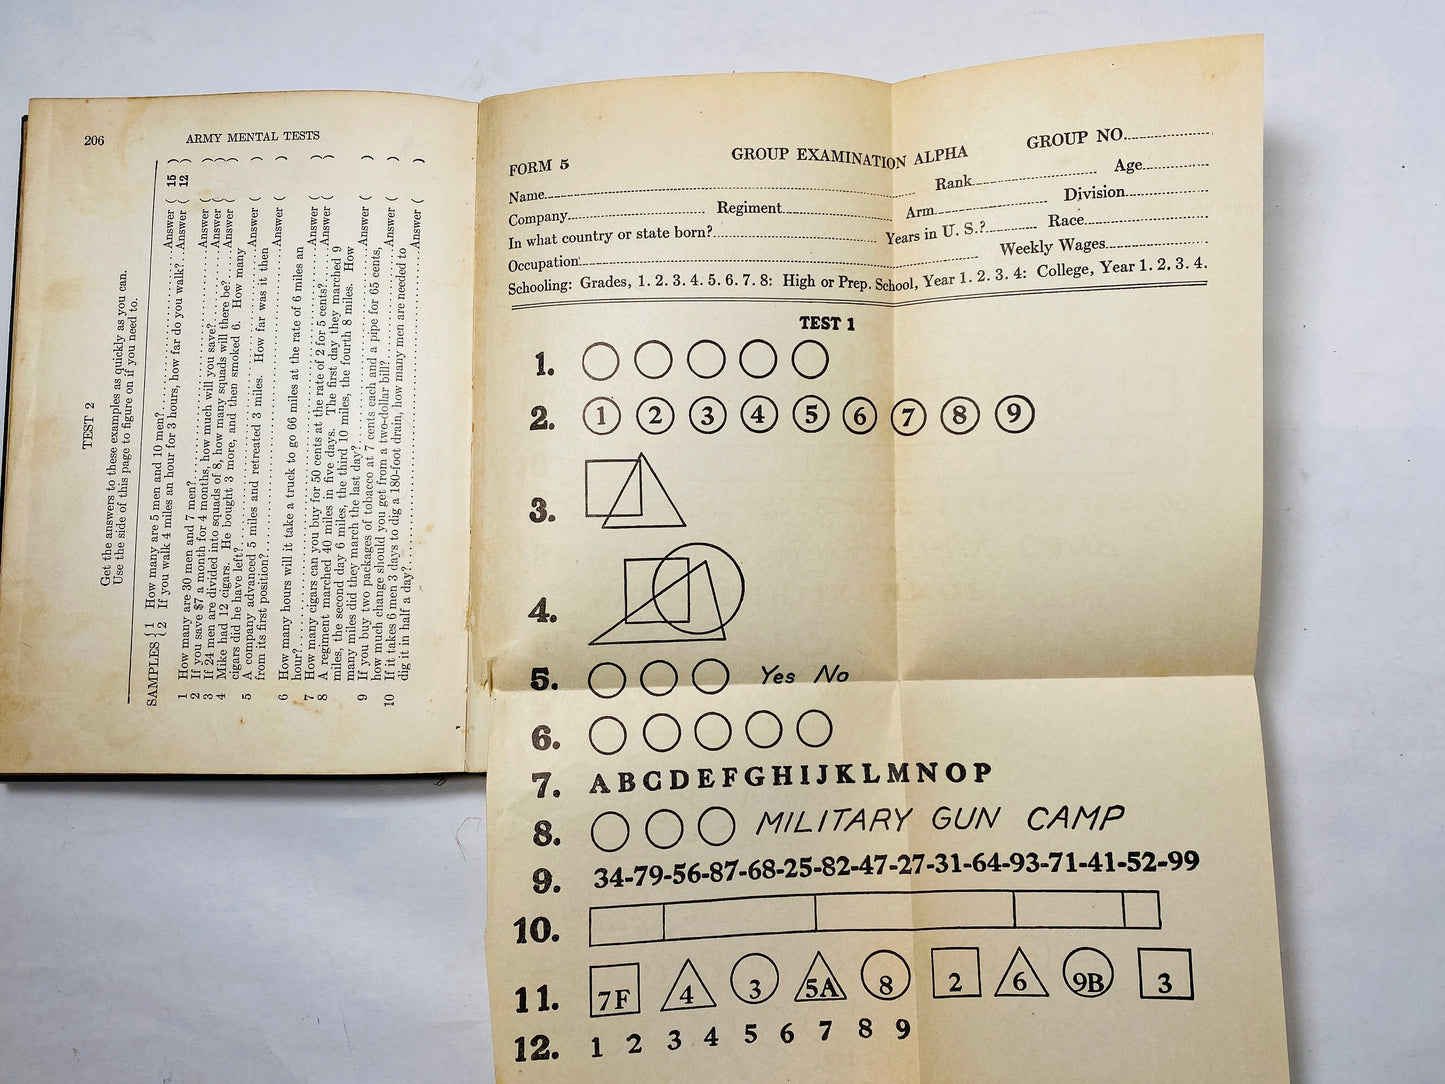 206
ARMY MENTAL TESTS
TEST 2
Get the answers to these examples as quickly as you can.
Use the side of this page to figure on if you need to.
SAMPLES { 1 How many are 5 men and 10 men?..........Answer ( 15 )
{ 2 If you walk 4 miles an hour for 3 hours, how far do you walk?..Answer ( 12 )
1 How many are 30 men and 7 men?..........Answer ( )
2 If you save $7 a month for 4 months, how much will you save?....Answer ( )
3 If 24 men are divided into squads of 8, how many squads will there be?..Answer ( )
4 Mike had 12 cigars. He bought 3 more, and then smoked 6. How many
cigars did he have left?..........Answer ( )
5 A company advanced 5 miles and retreated 3 miles. How far was it then
from its first position?..........Answer ( )
6 How many hours will it take a truck to go 66 miles at the rate of 6 miles an
hour?..........Answer ( )
7 How many cigars can you buy for 50 cents at the rate of 2 for 5 cents?....Answer ( )
8 A regiment marched 40 miles in five days. The first day they marched 9
miles, the second day 6 miles, the third 10 miles, the fourth 8 miles. How
many miles did they march the last day?..........Answer ( )
9 If you buy two packages of tobacco at 7 cents each and a pipe for 65 cents,
how much change should you get from a two-dollar bill?..........Answer ( )
10 If it takes 6 men 3 days to dig a 180-foot drain, how many men are needed to
dig it in half a day?..........Answer ( )
FORM 5 GROUP EXAMINATION ALPHA GROUP NO..........
Name.......... Rank.......... Age..........
Company.......... Regiment.......... Arm.......... Division..........
In what country or state born?.......... Years in U. S.?.......... Race..........
Occupation.......... Weekly Wages..........
Schooling: Grades, 1. 2. 3. 4. 5. 6. 7. 8: High or Prep. School, Year 1. 2. 3. 4: College, Year 1. 2. 3. 4.
TEST 1
1.
2. 1 2 3 4 5 6 7 8 9
3.
4.
5. Yes No
6.
7. A B C D E F G H I J K L M N O P
8. MILITARY GUN CAMP
9. 34-79-56-87-68-25-82-47-27-31-64-93-71-41-52-99
10.
11. 7F 4 3 5A 8 2 6 9B 3
12. 1 2 3 4 5 6 7 8 9